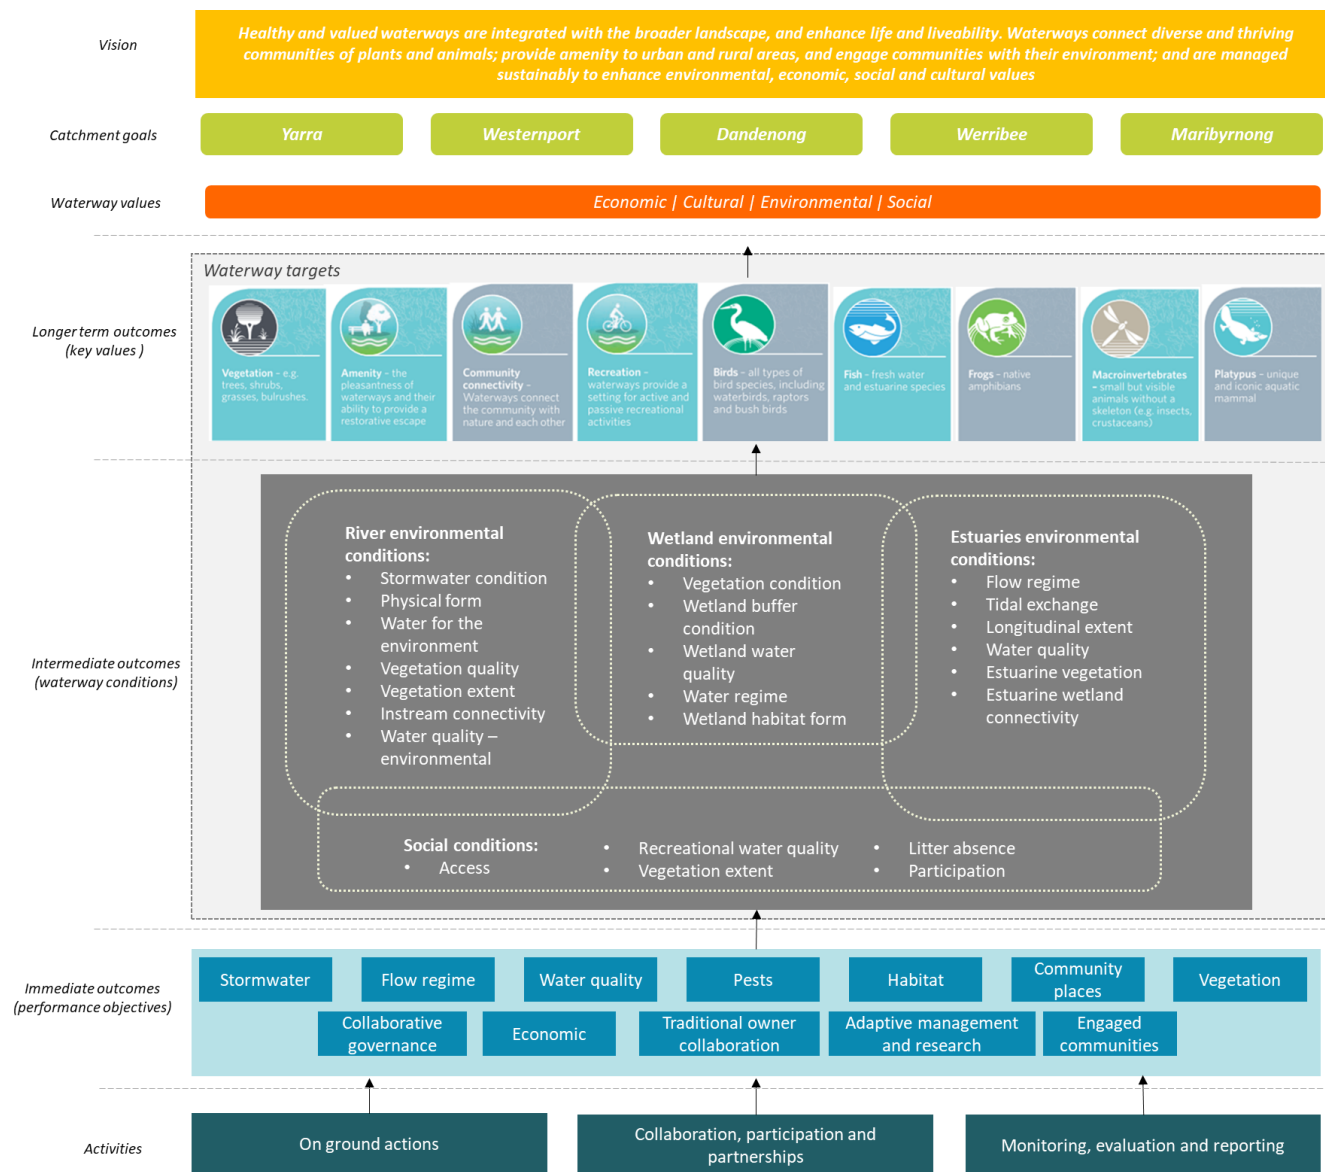 Vision
Healthy and valued waterways are integrated with the broader landscape, and enhance life and liveability. Waterways connect diverse and thriving
communities of plants and animals; provide amenity to urban and rural areas, and engage communities with their environment; and are managed
sustainably to enhance environmental, economic, social and cultural values
Catchment goals
Yarra
Westernport
Dandenong
Werribee
Maribyrnong
Waterway values
Economic | Cultural | Environmental | Social
Waterway targets
Longer term outcomes
(key values )
Vegetation – e.g.
trees, shrubs,
grasses, bulrushes.
Amenity – the
pleasantness of
waterways and their
ability to provide a
restorative escape
Community
connectivity –
Waterways connect
the community with
nature and each other
Recreation –
waterways provide a
setting for active and
passive recreational
activities
Birds – all types of
bird species, including
waterbirds, raptors
and bush birds
Fish – fresh water
and estuarine species
Frogs – native
amphibians
Macroinvertebrates
– small but visible
animals without a
skeleton (e.g. insects,
crustaceans)
Platypus – unique
and iconic aquatic
mammal
Intermediate outcomes
(waterway conditions)
River environmental
conditions:
• Stormwater condition
• Physical form
• Water for the
environment
• Vegetation quality
• Vegetation extent
• Instream connectivity
• Water quality –
environmental
Wetland environmental
conditions:
• Vegetation condition
• Wetland buffer
condition
• Wetland water
quality
• Water regime
• Wetland habitat form
Estuaries environmental
conditions:
• Flow regime
• Tidal exchange
• Longitudinal extent
• Water quality
• Estuarine vegetation
• Estuarine wetland
connectivity
Social conditions:
• Access
• Recreational water quality
• Vegetation extent
• Litter absence
• Participation
Immediate outcomes
(performance objectives)
Stormwater
Flow regime
Water quality
Pests
Habitat
Community
places
Vegetation
Collaborative
governance
Economic
Traditional owner
collaboration
Adaptive management
and research
Engaged
communities
Activities
On ground actions
Collaboration, participation and
partnerships
Monitoring, evaluation and reporting